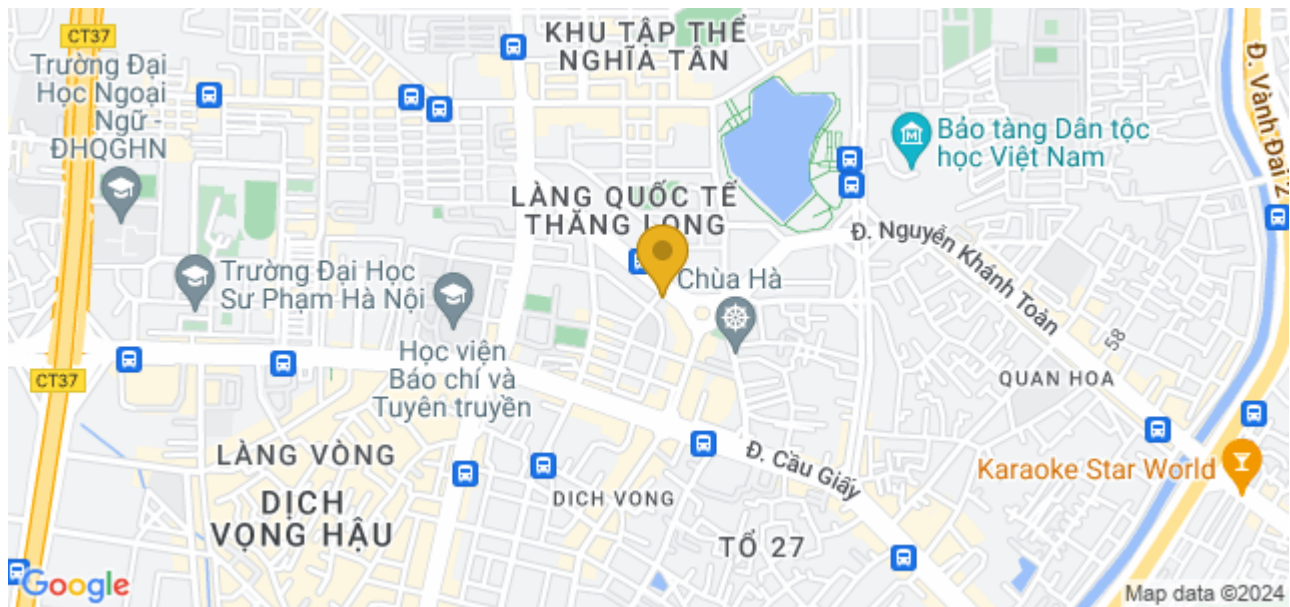 CT37
Trường Đại
Học Ngoại
Ngữ -
ĐHQGHN
KHU TẬP THỂ
NGHĨA TÂN
Bảo tàng Dân tộc
học Việt Nam
Đ. Vành Đai 2
LÀNG QUỐC TẾ
THĂNG LONG
Đ. Nguyễn Khánh Toàn
Trường Đại Học
Sư Phạm Hà Nội
Chùa Hà
58
Học viện
Báo chí và
Tuyên truyền
CT37
QUAN HOA
LÀNG VÒNG
Đ. Cầu Giấy
Karaoke Star World
DỊCH
VỌNG HẬU
DICH VONG
TỔ 27
Google
Map data ©2024